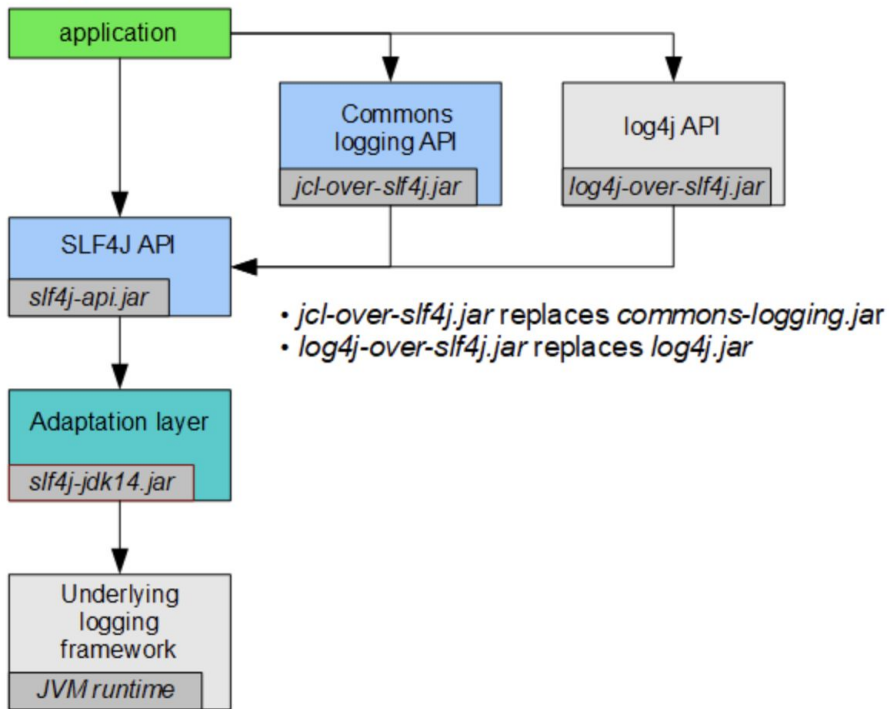 application
Commons
logging API
jcl-over-slf4j.jar
log4j API
log4j-over-slf4j.jar
SLF4J API
slf4j-api.jar
• jcl-over-slf4j.jar replaces commons-logging.jar
• log4j-over-slf4j.jar replaces log4j.jar
Adaptation layer
slf4j-jdk14.jar
Underlying
logging
framework
JVM runtime